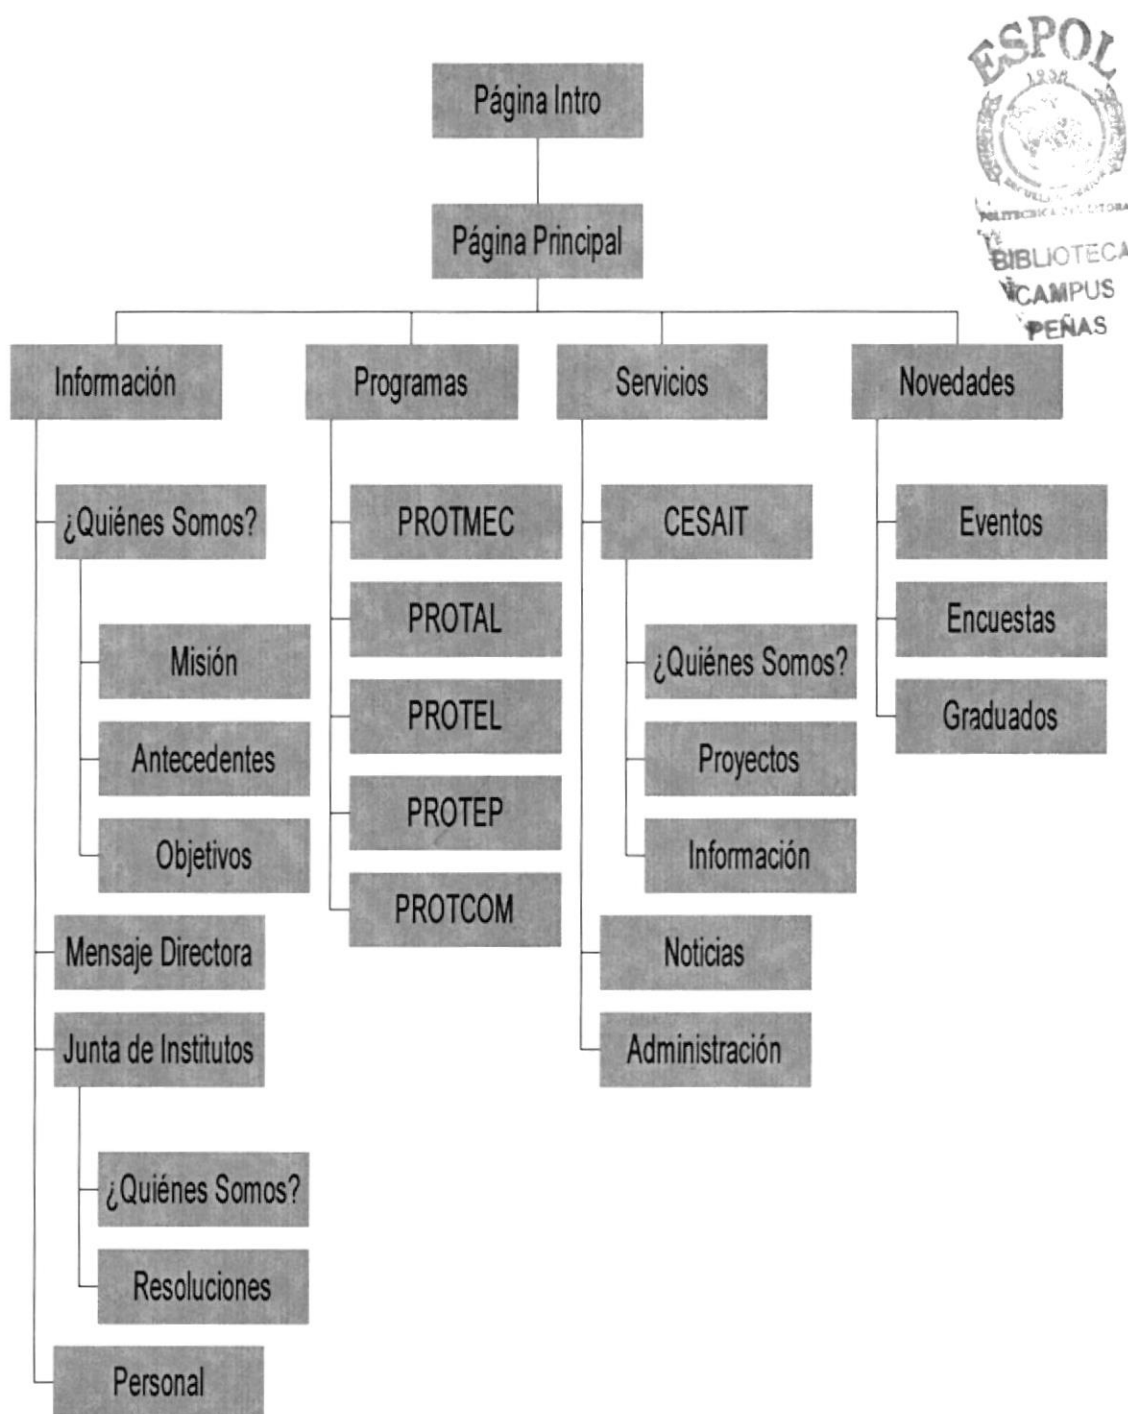 Página Intro
Página Principal
ESPOL
BIBLIOTECA
CAMPUS
PEÑAS
Información
Programas
Servicios
Novedades
¿Quiénes Somos?
Misión
Antecedentes
Objetivos
Mensaje Directora
Junta de Institutos
¿Quiénes Somos?
Resoluciones
Personal
PROTMEC
PROTAL
PROTEL
PROTEP
PROTCOM
CESAIT
¿Quiénes Somos?
Proyectos
Información
Noticias
Administración
Eventos
Encuestas
Graduados